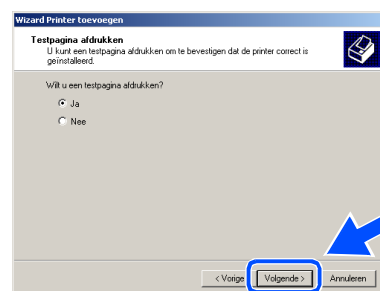 Wizard Printer toevoegen
Testpagina afdrukken
U kunt een testpagina afdrukken om te bevestigen dat de printer correct is
geïnstalleerd.
Wilt u een testpagina afdrukken?
Ja
Nee
< Vorige
Volgende >
Annuleren